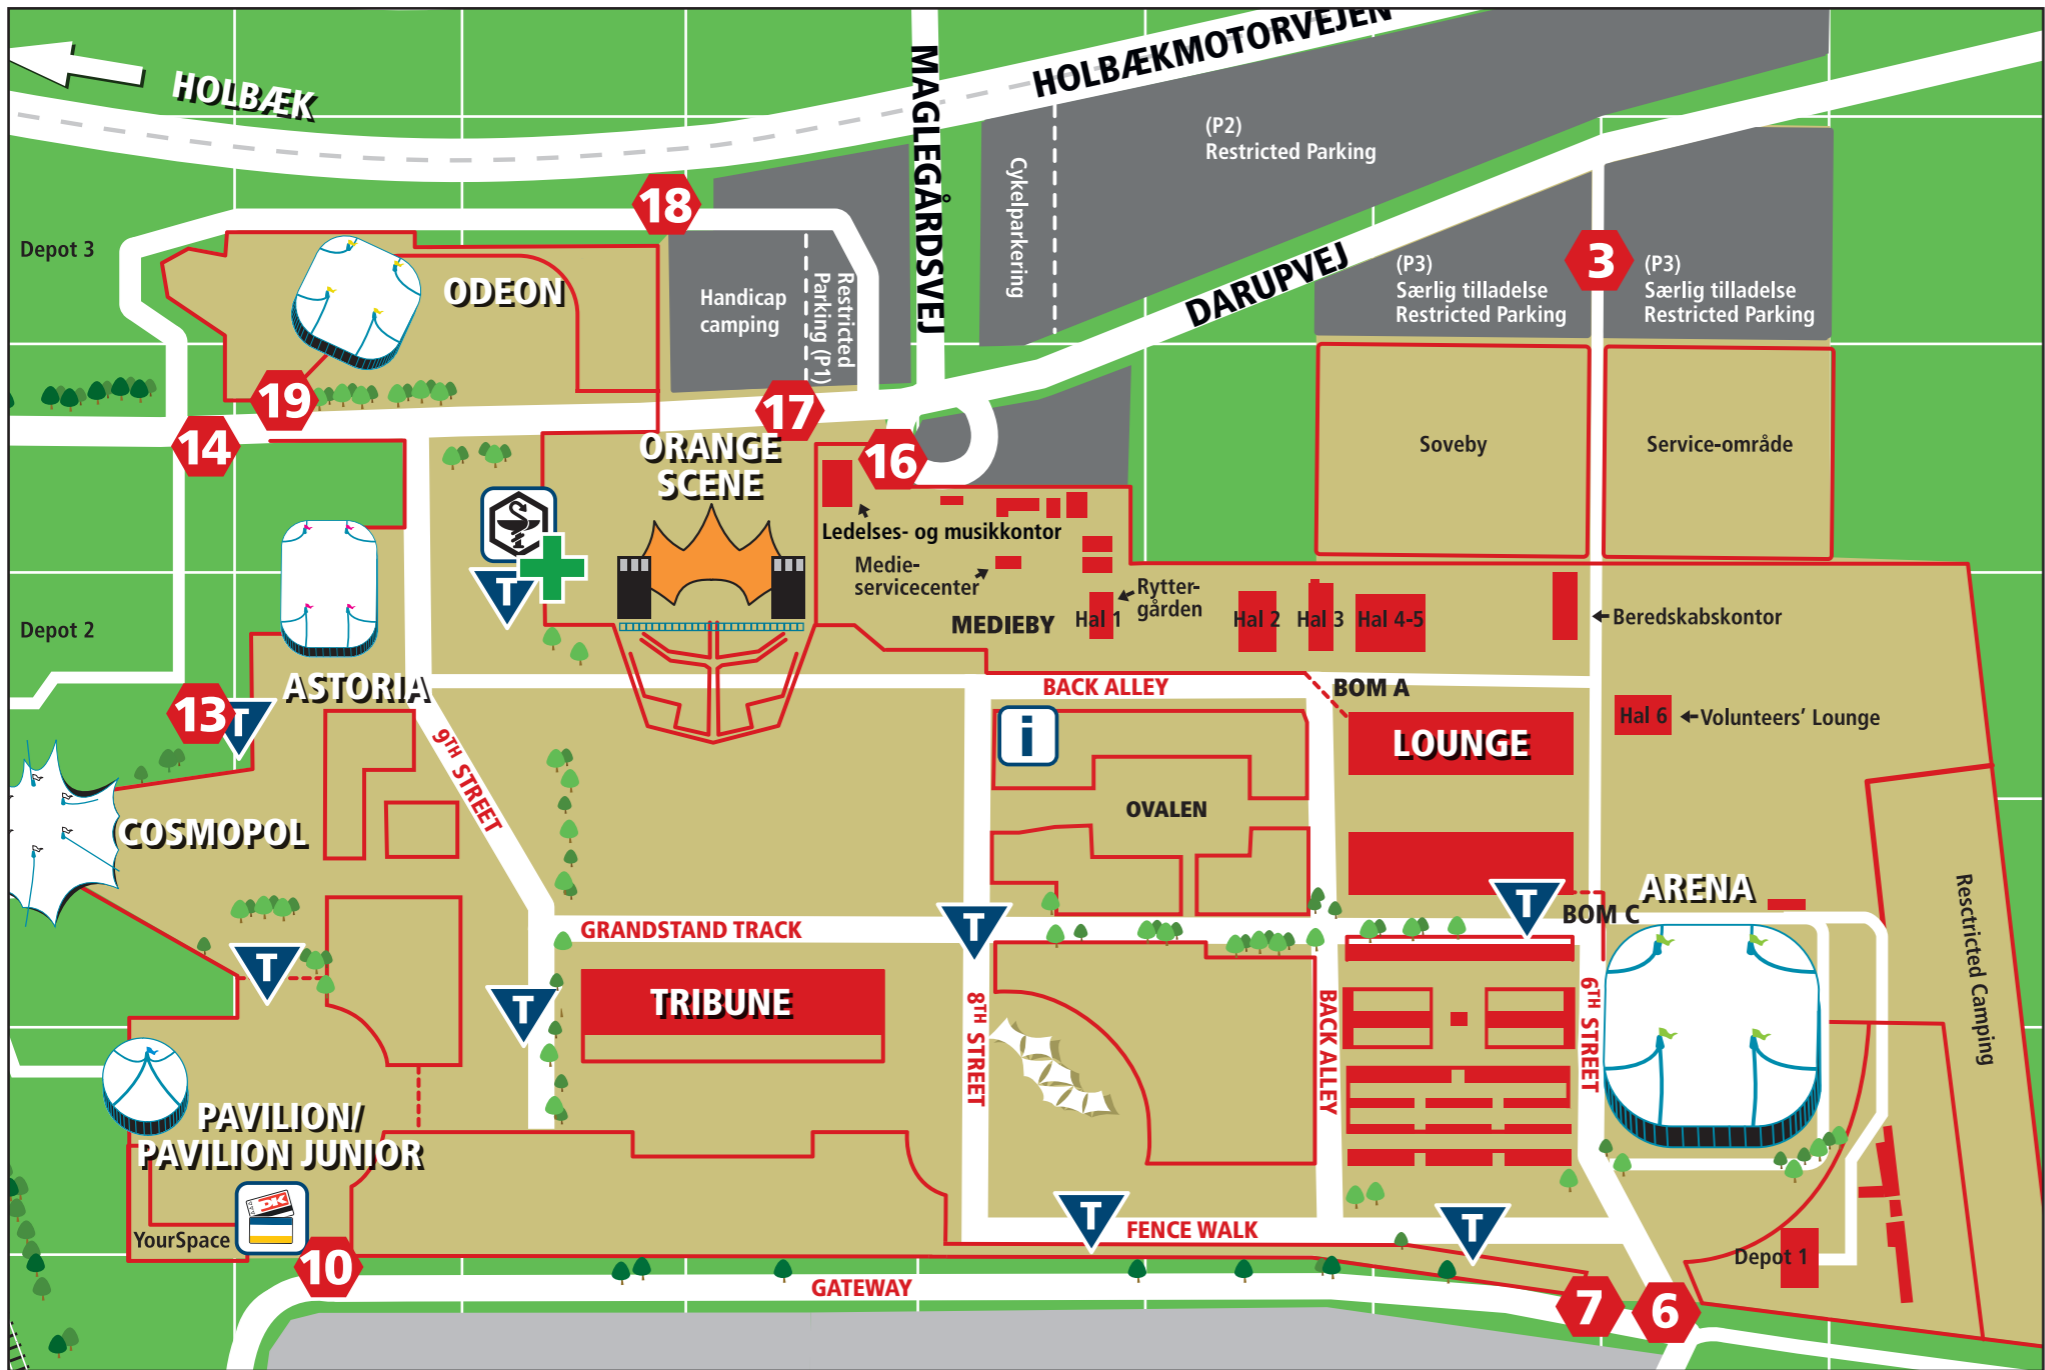 HOLBÆK
MAGLEGÅRDSVEJ
HOLBÆKMOTORVEJEN
(P2)
Restricted Parking
Cykelparkering
18
Depot 3
ODEON
Handicap
camping
Restricted
Parking (P1)
DARUPVEJ
(P3)
Særlig tilladelse
Restricted Parking
3
(P3)
Særlig tilladelse
Restricted Parking
19
17
14
16
ORANGE
SCENE
Soveby
Service-område
Ledelses- og musikkontor
Medie-
servicecenter
T
Rytter-
gården
MEDIEBY
Hal 1
Hal 2
Hal 3
Hal 4-5
Beredskabskontor
Depot 2
ASTORIA
BACK ALLEY
BOM A
13
T
Hal 6
Volunteers’ Lounge
i
LOUNGE
9TH STREET
COSMOPOL
OVALEN
ARENA
T
BOM C
GRANDSTAND TRACK
T
T
Resctricted Camping
T
TRIBUNE
8TH STREET
BACK ALLEY
6TH STREET
PAVILION/
PAVILION JUNIOR
DK
YourSpace
T
FENCE WALK
T
Depot 1
10
GATEWAY
7
6